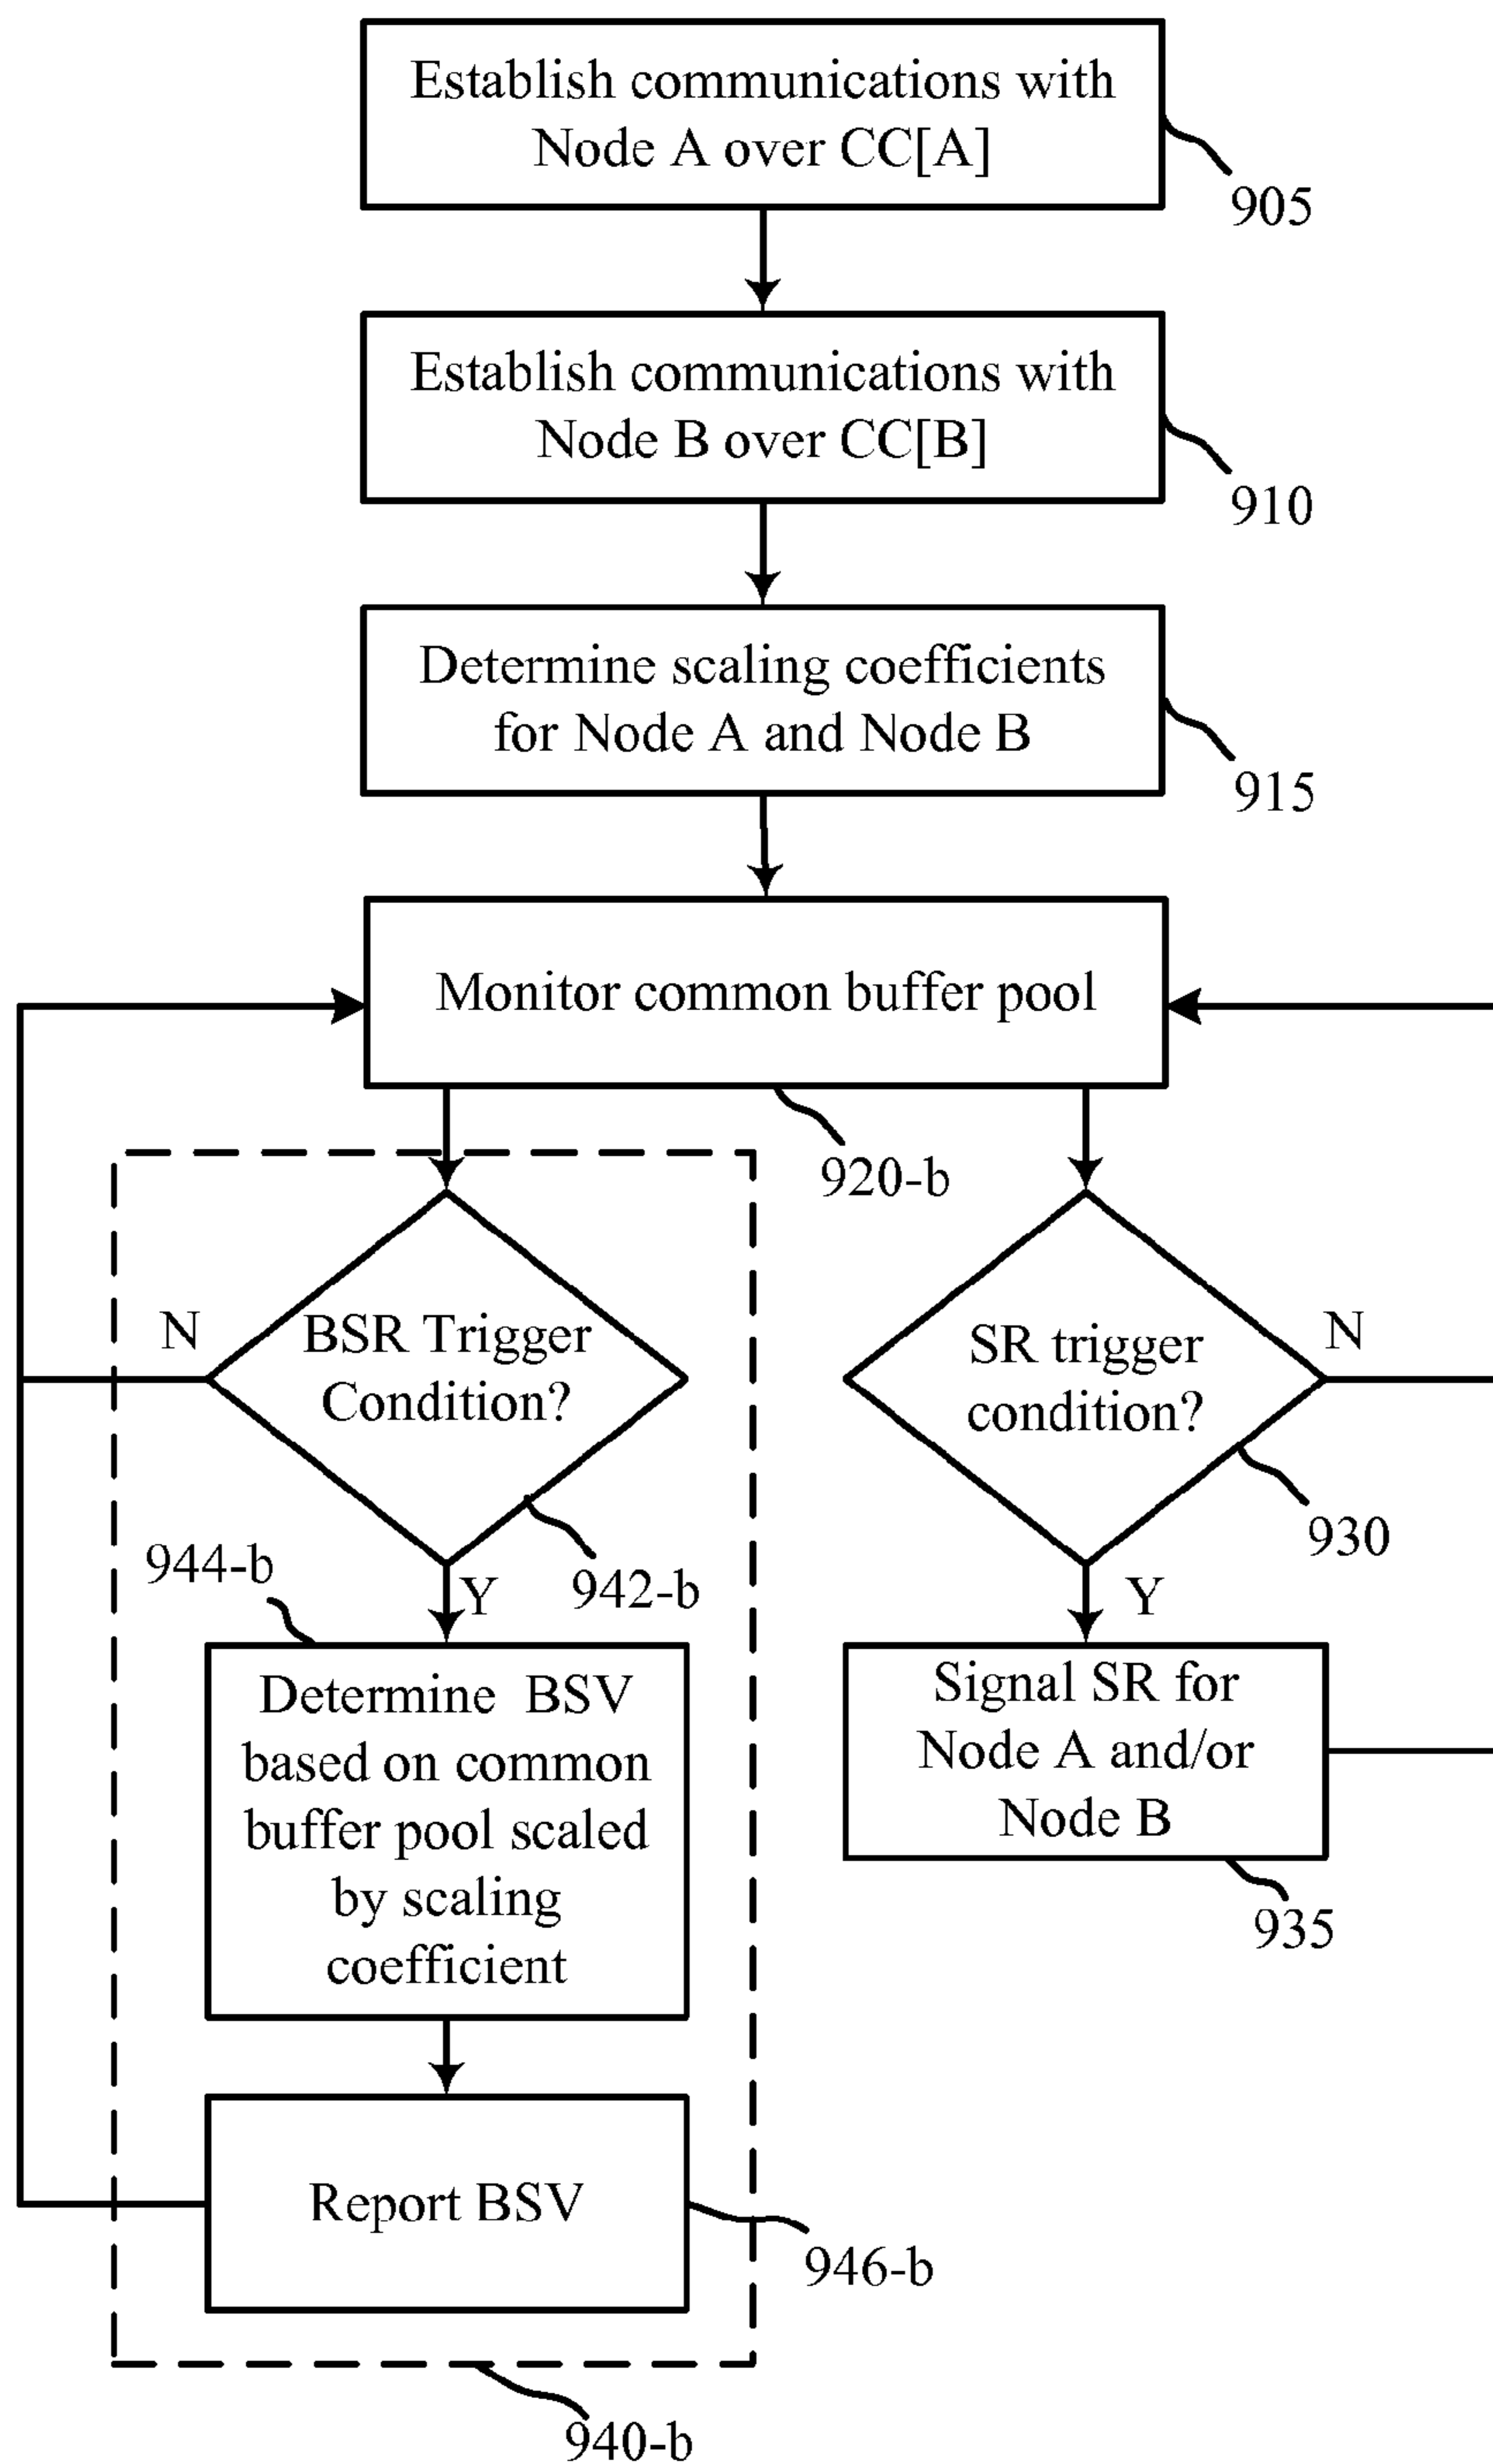 Establish communications with
Node A over CC[A]
905
Establish communications with
Node B over CC[B]
910
Determine scaling coefficients
for Node A and Node B
915
Monitor common buffer pool
920-b
N
BSR Trigger
Condition?
942-b
Y
SR trigger
condition?
N
930
Y
944-b
Determine BSV
based on common
buffer pool scaled
by scaling
coefficient
Signal SR for
Node A and/or
Node B
935
Report BSV
946-b
940-b